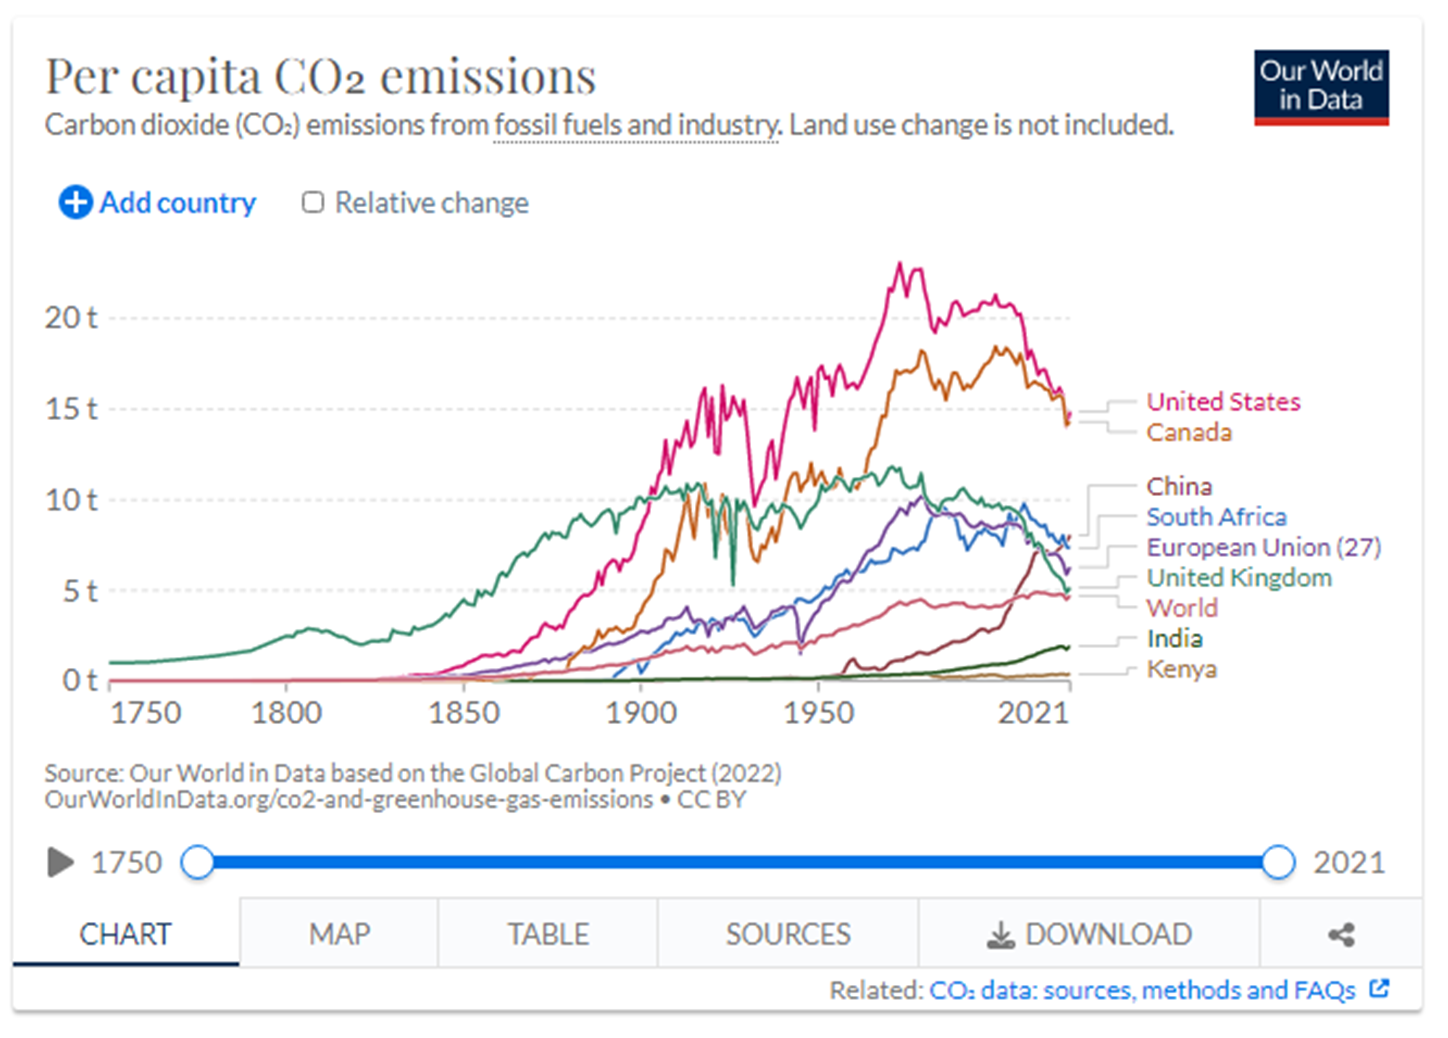 Per capita CO₂ emissions
Our World
in Data
Carbon dioxide (CO₂) emissions from fossil fuels and industry. Land use change is not included.
Add country
Relative change
20 t
15 t
10 t
5 t
0 t
1750
1800
1850
1900
1950
2021
United States
Canada
China
South Africa
European Union (27)
United Kingdom
World
India
Kenya
Source: Our World in Data based on the Global Carbon Project (2022)
OurWorldInData.org/co2-and-greenhouse-gas-emissions • CC BY
1750
2021
CHART
MAP
TABLE
SOURCES
DOWNLOAD
Related: CO₂ data: sources, methods and FAQs